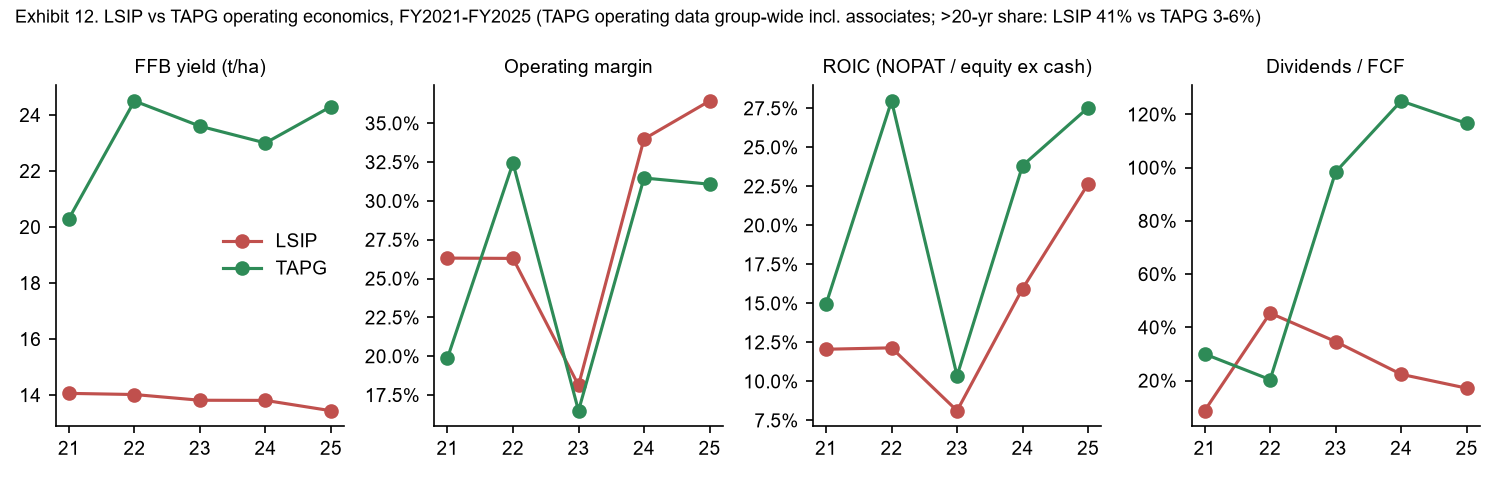 Exhibit 12. LSIP vs TAPG operating economics, FY2021-FY2025 (TAPG operating data group-wide incl. associates; >20-yr share: LSIP 41% vs TAPG 3-6%)
FFB yield (t/ha)
24
22
20
18
16
14
21 22 23 24 25
LSIP
TAPG
Operating margin
35.0%
32.5%
30.0%
27.5%
25.0%
22.5%
20.0%
17.5%
21 22 23 24 25
ROIC (NOPAT / equity ex cash)
27.5%
25.0%
22.5%
20.0%
17.5%
15.0%
12.5%
10.0%
7.5%
21 22 23 24 25
Dividends / FCF
120%
100%
80%
60%
40%
20%
21 22 23 24 25